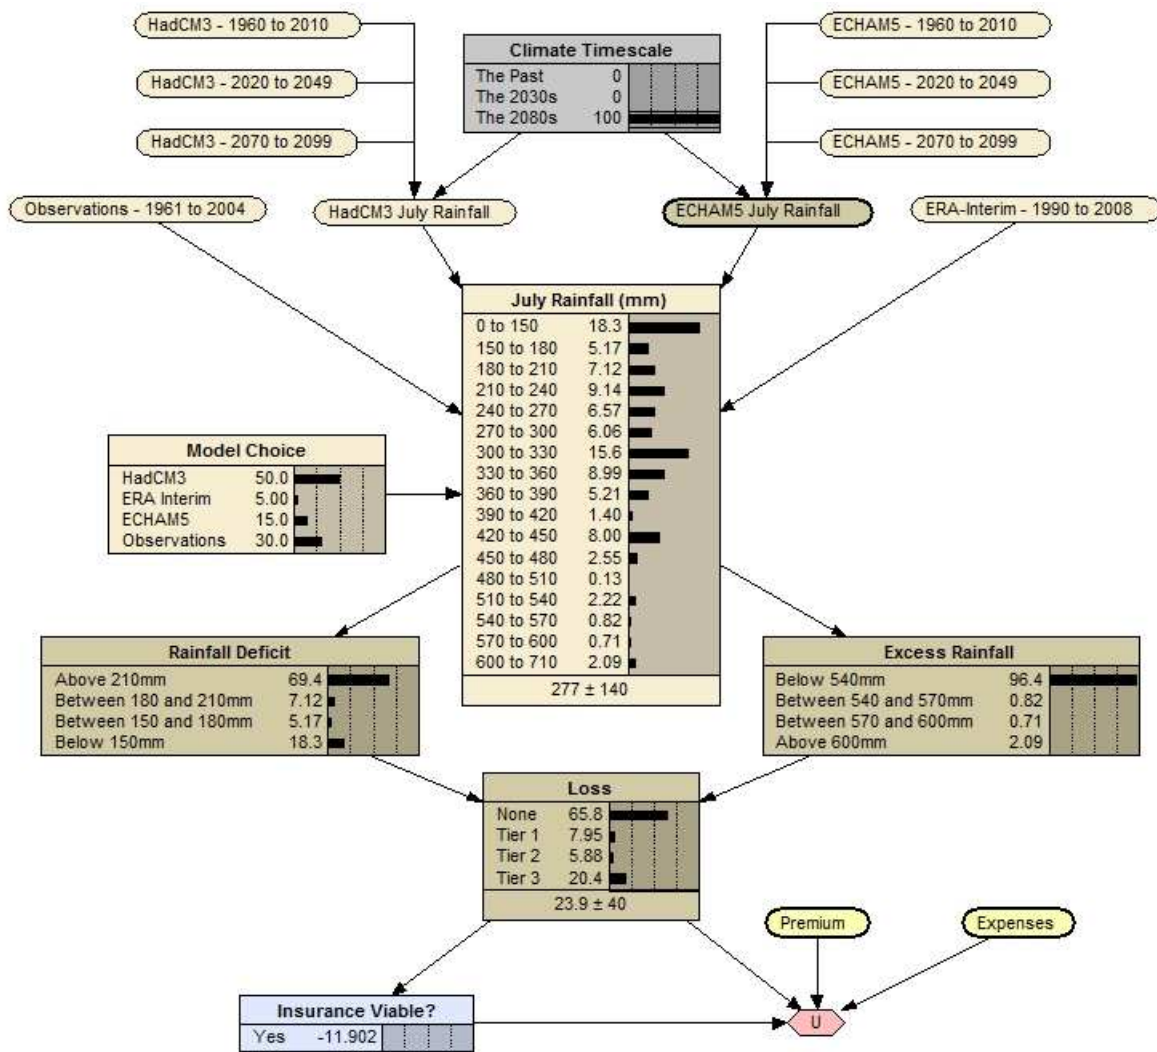 HadCM3 - 1960 to 2010
HadCM3 - 2020 to 2049
HadCM3 - 2070 to 2099
Climate Timescale
The Past 0
The 2030s 0
The 2080s 100
ECHAM5 - 1960 to 2010
ECHAM5 - 2020 to 2049
ECHAM5 - 2070 to 2099
Observations - 1961 to 2004
HadCM3 July Rainfall
ECHAM5 July Rainfall
ERA-Interim - 1990 to 2008
July Rainfall (mm)
0 to 150 18.3
150 to 180 5.17
180 to 210 7.12
210 to 240 9.14
240 to 270 6.57
270 to 300 6.06
300 to 330 15.6
330 to 360 8.99
360 to 390 5.21
390 to 420 1.40
420 to 450 8.00
450 to 480 2.55
480 to 510 0.13
510 to 540 2.22
540 to 570 0.82
570 to 600 0.71
600 to 710 2.09
277 ± 140
Model Choice
HadCM3 50.0
ERA Interim 5.00
ECHAM5 15.0
Observations 30.0
Rainfall Deficit
Above 210mm 69.4
Between 180 and 210mm 7.12
Between 150 and 180mm 5.17
Below 150mm 18.3
Excess Rainfall
Below 540mm 96.4
Between 540 and 570mm 0.82
Between 570 and 600mm 0.71
Above 600mm 2.09
Loss
None 65.8
Tier 1 7.95
Tier 2 5.88
Tier 3 20.4
23.9 ± 40
Premium
Expenses
Insurance Viable?
Yes -11.902
U